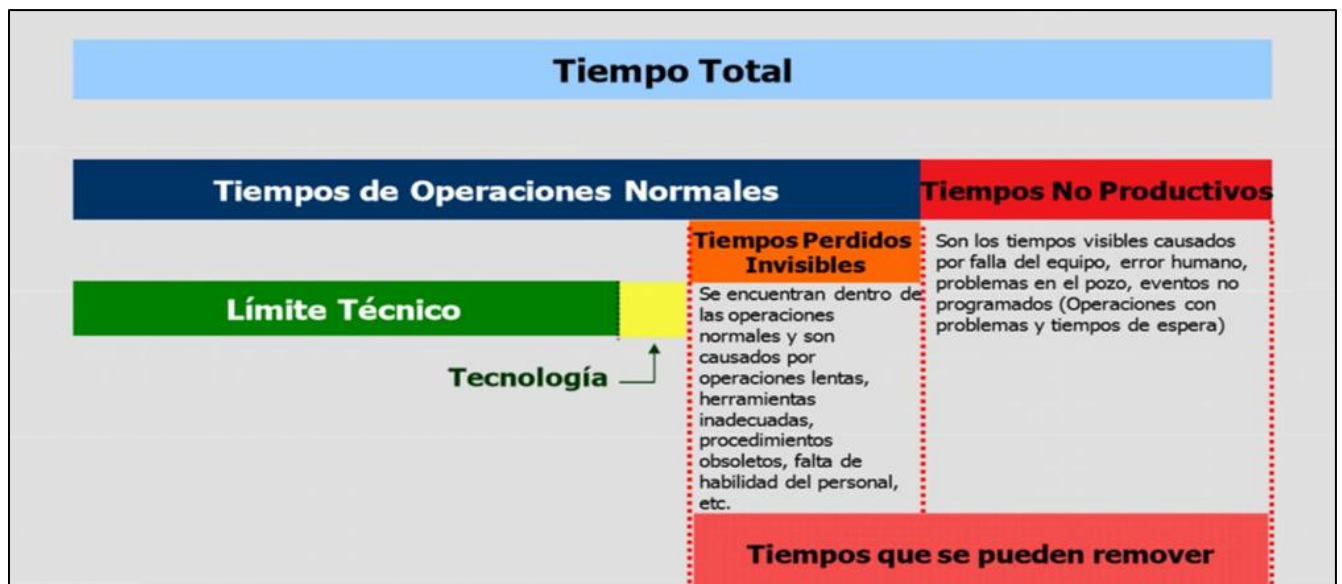 Tiempo Total
Tiempos de Operaciones Normales
Tiempos No Productivos
Tiempos Perdidos
Invisibles
Se encuentran dentro de
las operaciones
normales y son
causados por
operaciones lentas,
herramientas
inadecuadas,
procedimientos
obsoletos, falta de
habilidad del personal,
etc.
Son los tiempos visibles causados
por falla del equipo, error humano,
problemas en el pozo, eventos no
programados (Operaciones con
problemas y tiempos de espera)
Límite Técnico
Tecnología
Tiempos que se pueden remover